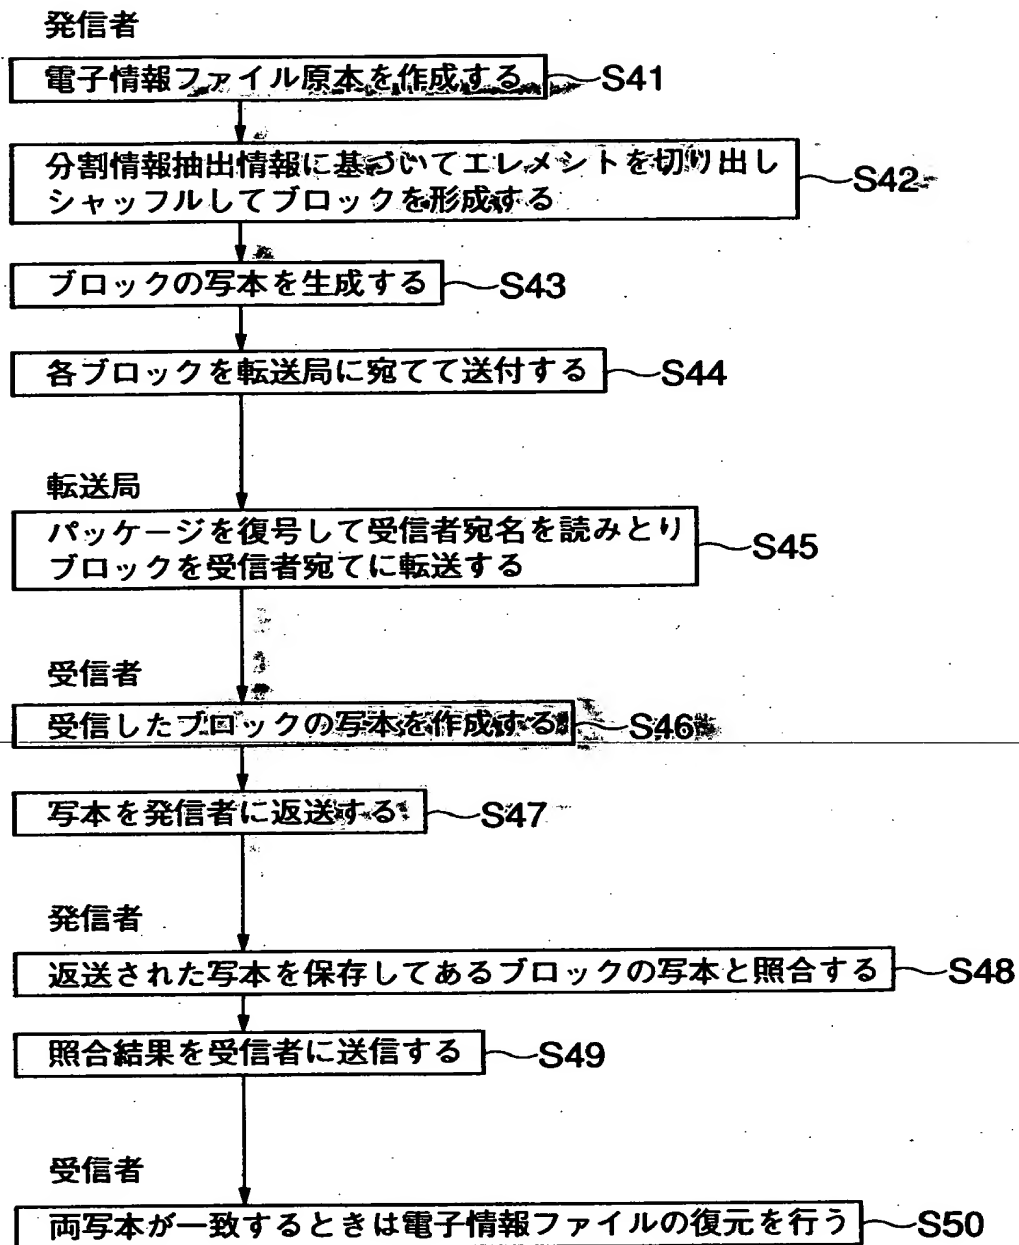 発信者
電子情報ファイル原本を作成する S41
分割情報抽出情報に基づいてエレメントを切り出し
シャッフルしてブロックを形成する S42
ブロックの写本を生成する S43
各ブロックを転送局に宛てて送付する S44
転送局
パッケージを復号して受信者宛名を読みとり
ブロックを受信者宛てに転送する S45
受信者
受信したブロックの写本を作成する S46
写本を発信者に返送する S47
発信者
返送された写本を保存してあるブロックの写本と照合する S48
照合結果を受信者に送信する S49
受信者
両写本が一致するときは電子情報ファイルの復元を行う S50